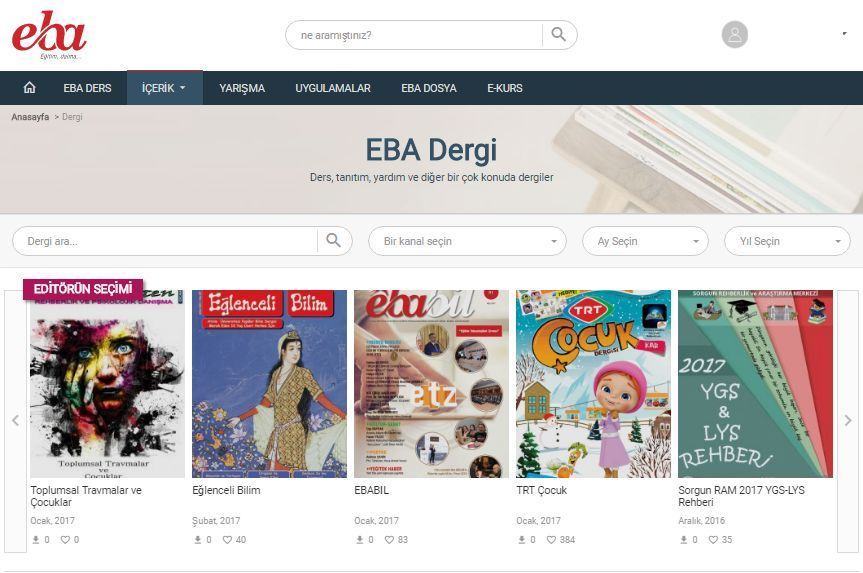 eba
Eğitim, daima...
ne aramıştınız?
EBA DERS
İÇERİK
YARIŞMA
UYGULAMALAR
EBA DOSYA
E-KURS
Anasayfa > Dergi
EBA Dergi
Ders, tanıtım, yardım ve diğer bir çok konuda dergiler
Dergi ara...
Bir kanal seçin
Ay Seçin
Yıl Seçin
EDİTÖRÜN SEÇİMİ
REHBERLİK VE PSİKOLOJİK DANIŞMA
Toplumsal Travmalar
ve
Çocuklar
Toplumsal Travmalar ve
Çocuklar
Ocak, 2017
0 0
Eğlenceli Bilim
Eğlenceli Bilim
Şubat, 2017
0 40
ebabil
etz
EBABIL
Ocak, 2017
0 83
TRT
ÇOCUK
DERGİSİ
TRT Çocuk
Ocak, 2017
0 384
SORGUN REHBERLİK VE ARAŞTIRMA MERKEZİ
2017
YGS
&
LYS
REHBERİ
Sorgun RAM 2017 YGS-LYS
Rehberi
Aralık, 2016
0 35